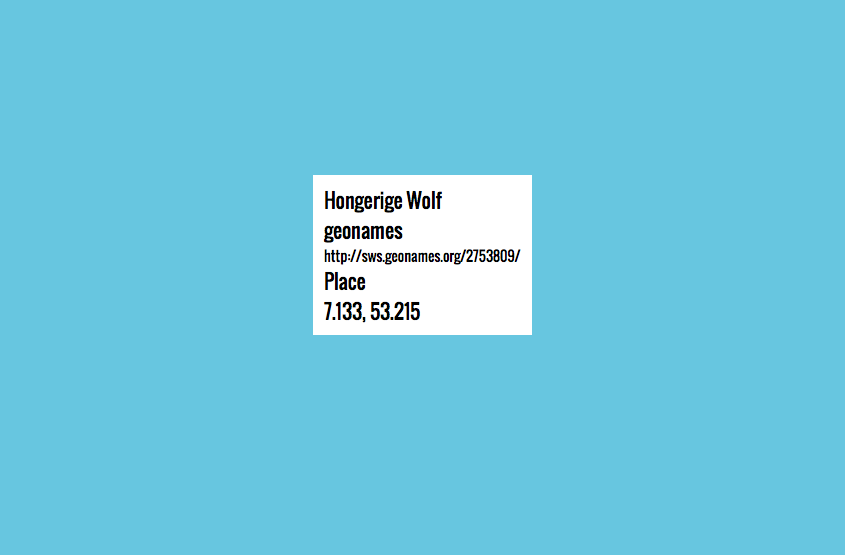 Hongerige Wolf
geonames
http://sws.geonames.org/2753809/
Place
7.133, 53.215